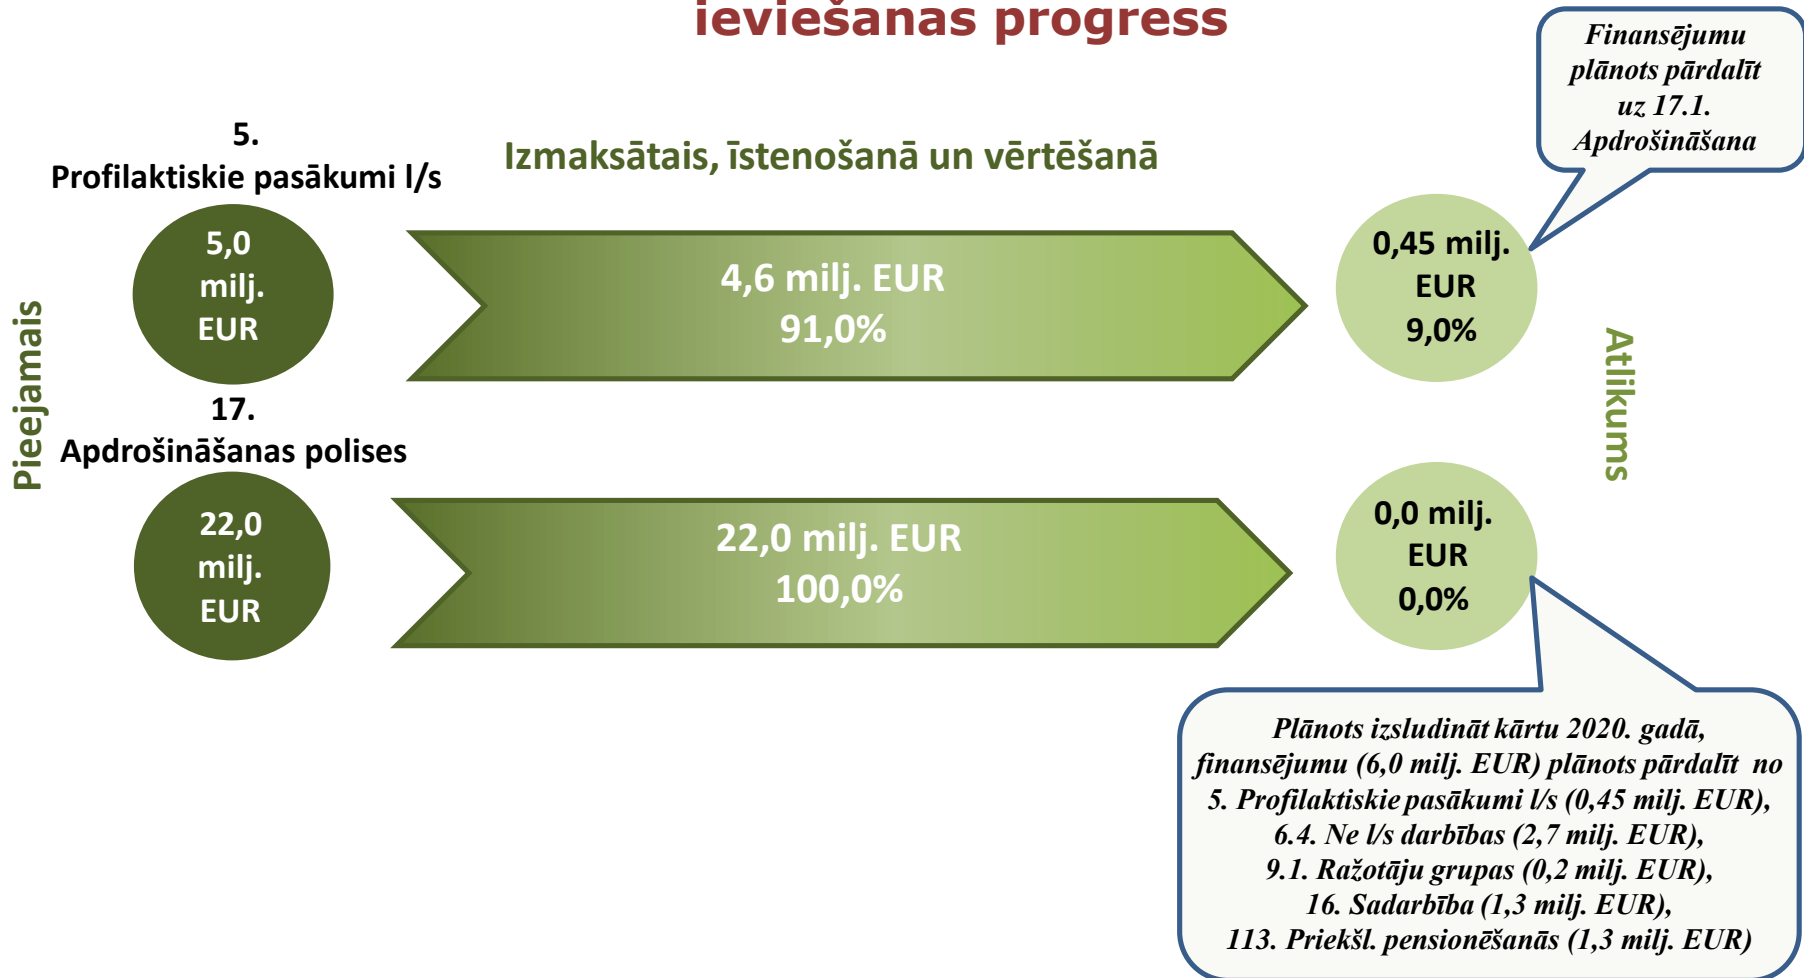 ieviešanas progress
Finansējumu
plānots pārdalīt
uz 17.1.
Apdrošināšana
5.
Profilaktiskie pasākumi l/s
Izmaksātais, īstenošanā un vērtēšanā
5,0
milj.
EUR
4,6 milj. EUR
91,0%
0,45 milj.
EUR
9,0%
Pieejamais
Atlikums
17.
Apdrošināšanas polises
22,0
milj.
EUR
22,0 milj. EUR
100,0%
0,0 milj.
EUR
0,0%
Plānots izsludināt kārtu 2020. gadā,
finansējumu (6,0 milj. EUR) plānots pārdalīt no
5. Profilaktiskie pasākumi l/s (0,45 milj. EUR),
6.4. Ne l/s darbības (2,7 milj. EUR),
9.1. Ražotāju grupas (0,2 milj. EUR),
16. Sadarbība (1,3 milj. EUR),
113. Priekšl. pensionēšanās (1,3 milj. EUR)